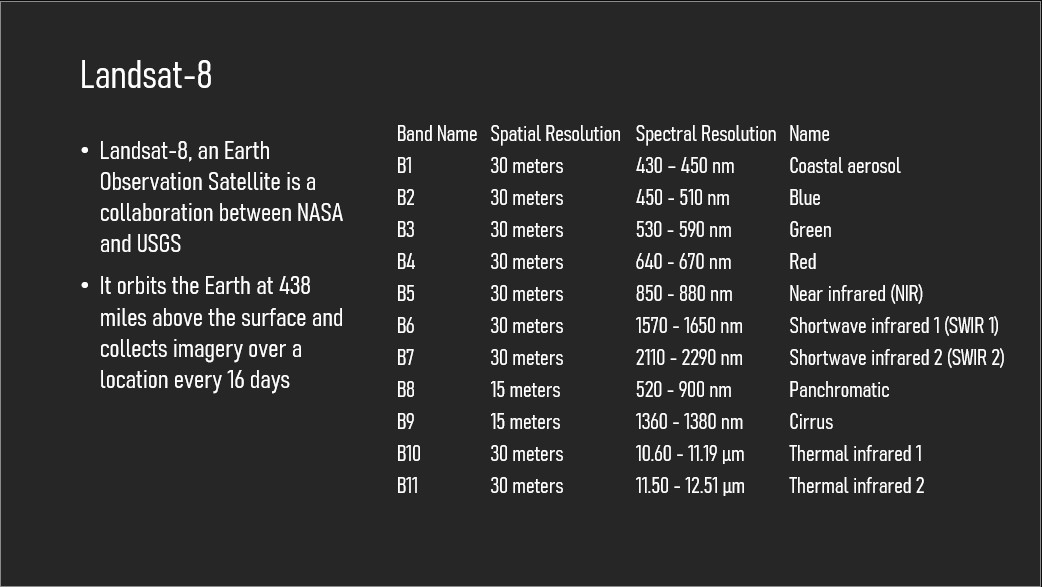 Landsat-8
• Landsat-8, an Earth
Observation Satellite is a
collaboration between NASA
and USGS
• It orbits the Earth at 438
miles above the surface and
collects imagery over a
location every 16 days
Band Name Spatial Resolution Spectral Resolution Name
B1 30 meters 430 - 450 nm Coastal aerosol
B2 30 meters 450 - 510 nm Blue
B3 30 meters 530 - 590 nm Green
B4 30 meters 640 - 670 nm Red
B5 30 meters 850 - 880 nm Near infrared (NIR)
B6 30 meters 1570 - 1650 nm Shortwave infrared 1 (SWIR 1)
B7 30 meters 2110 - 2290 nm Shortwave infrared 2 (SWIR 2)
B8 15 meters 520 - 900 nm Panchromatic
B9 15 meters 1360 - 1380 nm Cirrus
B10 30 meters 10.60 - 11.19 µm Thermal infrared 1
B11 30 meters 11.50 - 12.51 µm Thermal infrared 2